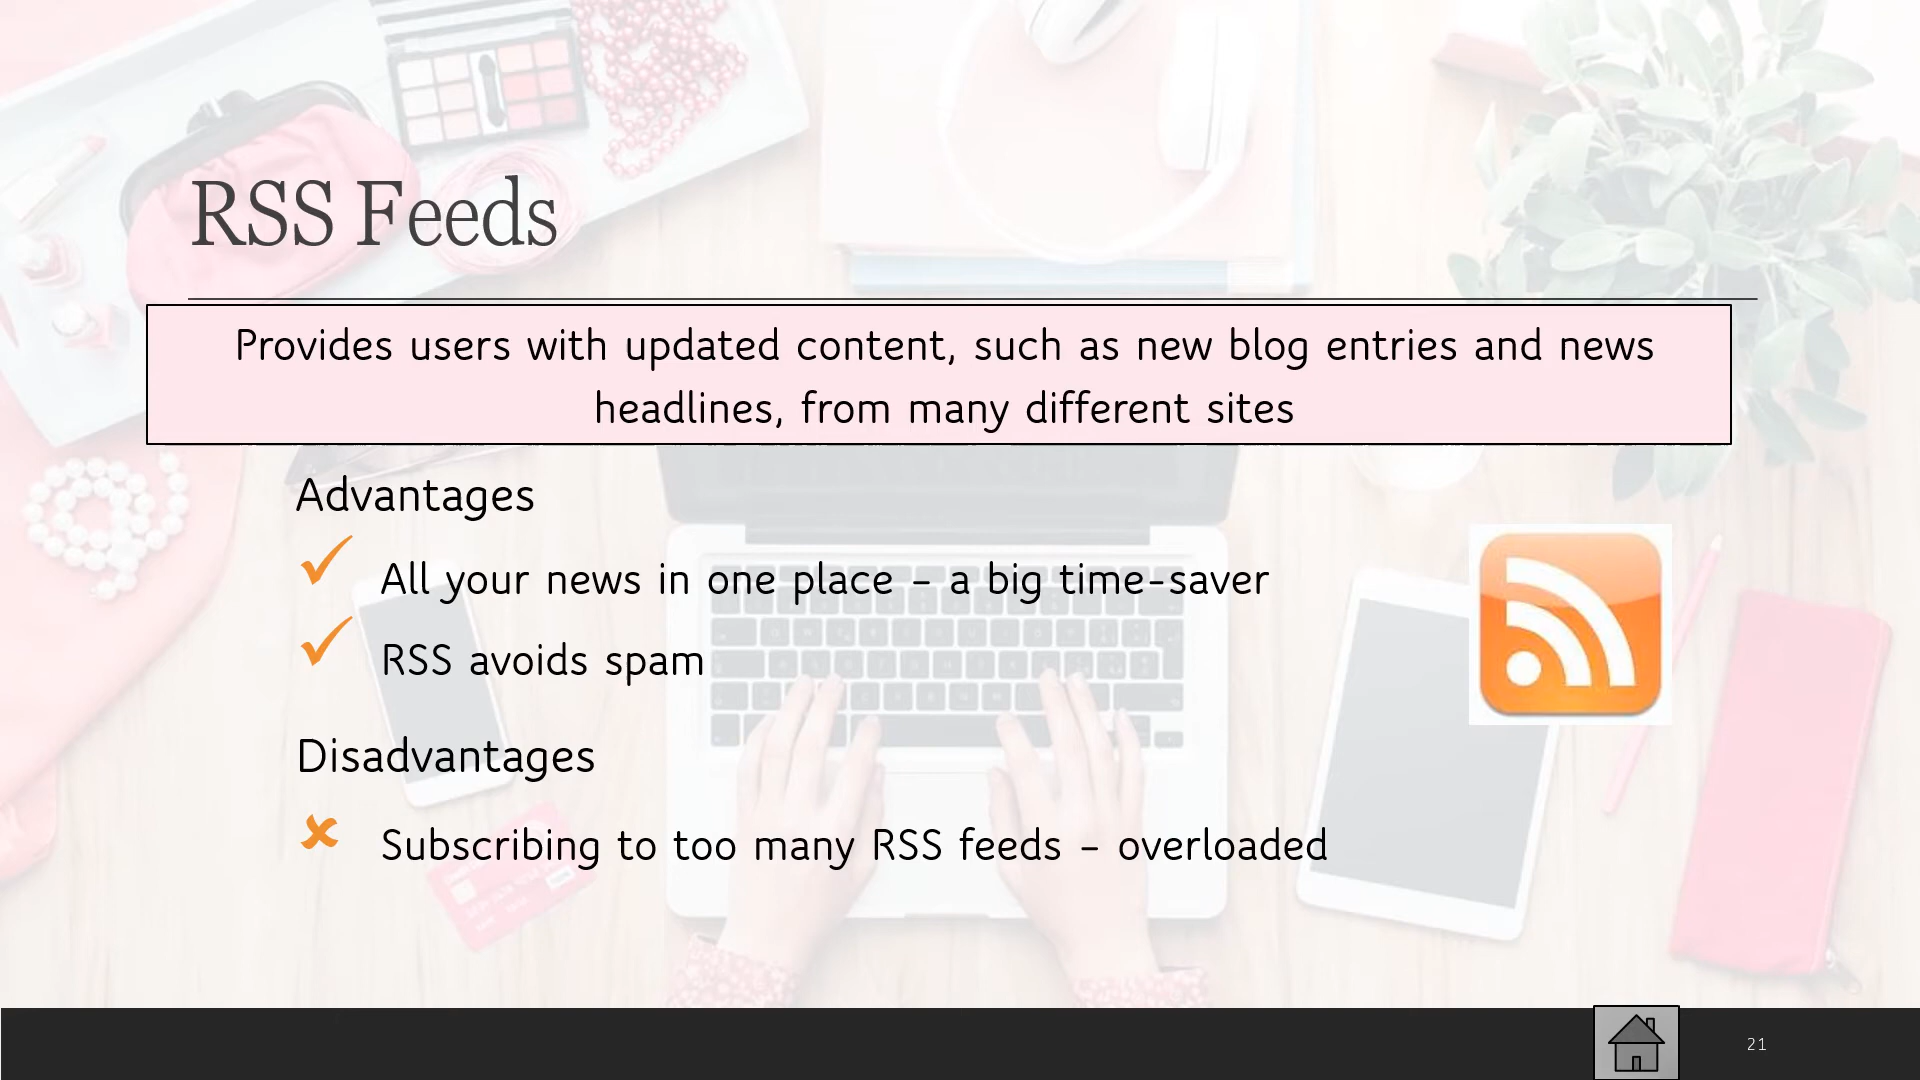 RSS Feeds
Provides users with updated content, such as new blog entries and news
headlines, from many different sites
Advantages
All your news in one place – a big time-saver
RSS avoids spam
Disadvantages
Subscribing to too many RSS feeds – overloaded
21